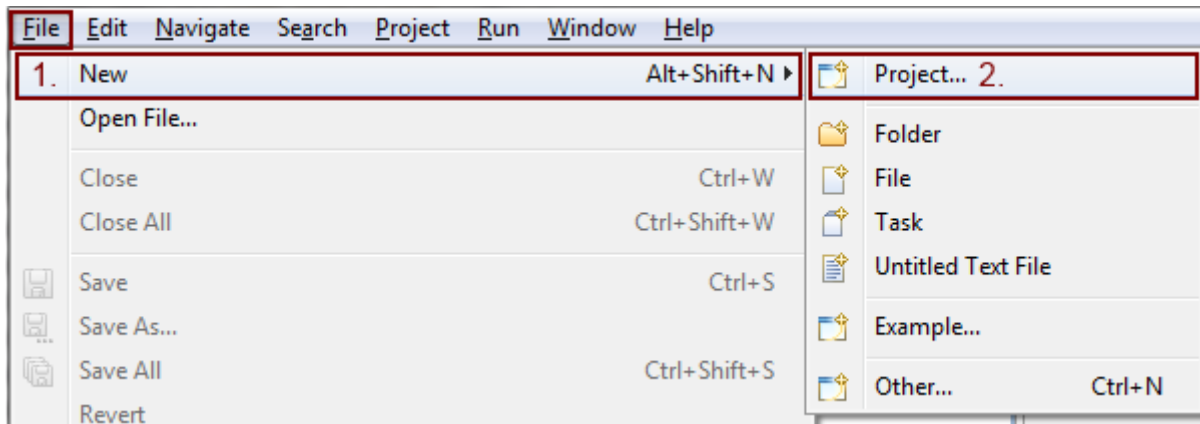 File Edit Navigate Search Project Run Window Help
1. New Alt+Shift+N
Open File...
Close Ctrl+W
Close All Ctrl+Shift+W
Save Ctrl+S
Save As...
Save All Ctrl+Shift+S
Revert
Project... 2.
Folder
File
Task
Untitled Text File
Example...
Other... Ctrl+N